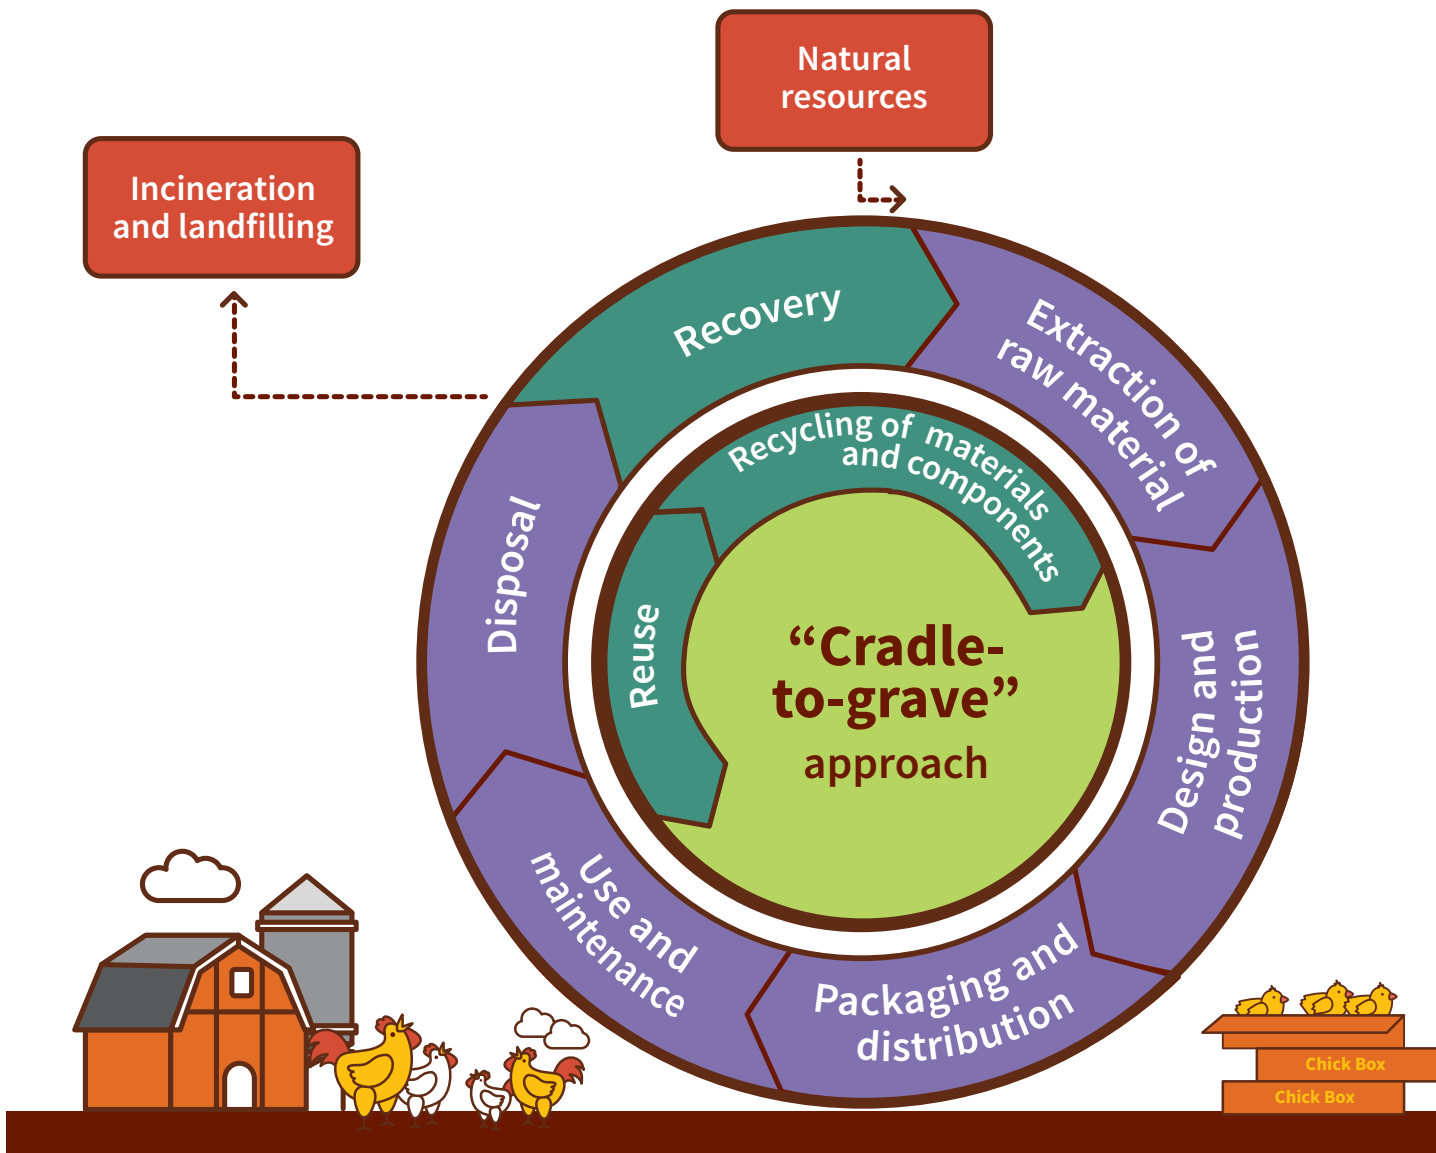 Natural
resources
Incineration
and landfilling
Recovery
Extraction of
raw material
Design and
production
Packaging and
distribution
Use and
maintenance
Disposal
Recycling of materials
and components
Reuse
“Cradle-
to-grave”
approach
Chick Box
Chick Box